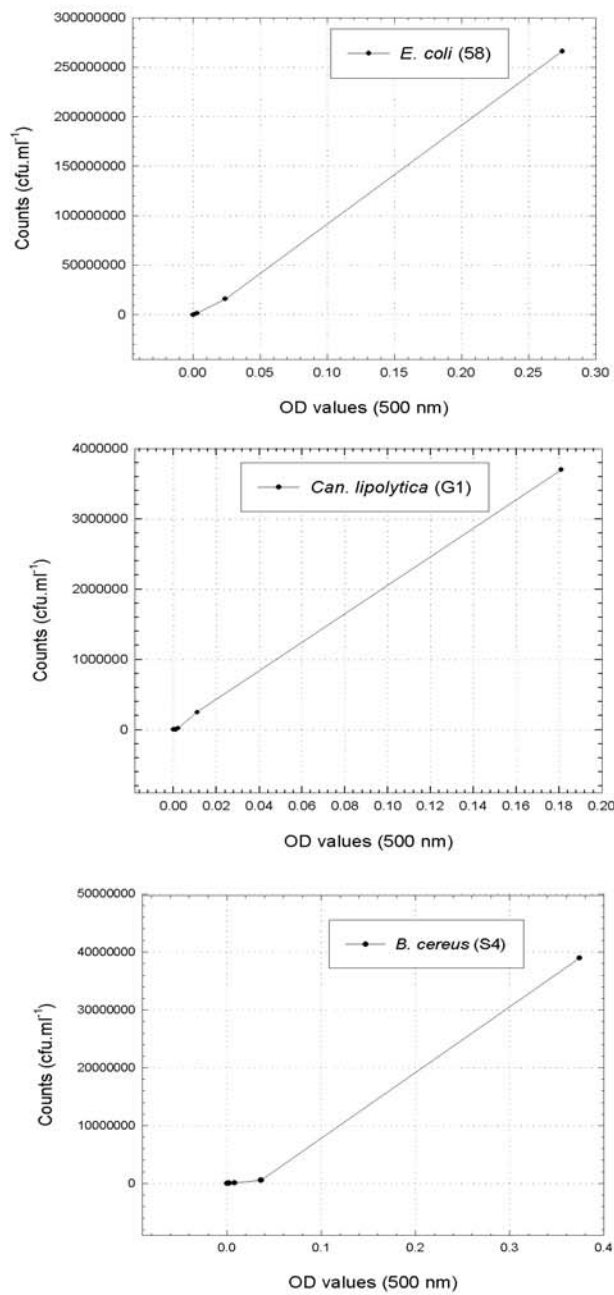 300000000
250000000
200000000
150000000
100000000
50000000
0
Counts (cfu.ml⁻¹)
E. coli (58)
0.00 0.05 0.10 0.15 0.20 0.25 0.30
OD values (500 nm)
4000000
3000000
2000000
1000000
0
Counts (cfu.ml⁻¹)
Can. lipolytica (G1)
0.00 0.02 0.04 0.06 0.08 0.10 0.12 0.14 0.16 0.18 0.20
OD values (500 nm)
50000000
40000000
30000000
20000000
10000000
0
Counts (cfu.ml⁻¹)
B. cereus (S4)
0.0 0.1 0.2 0.3 0.4
OD values (500 nm)